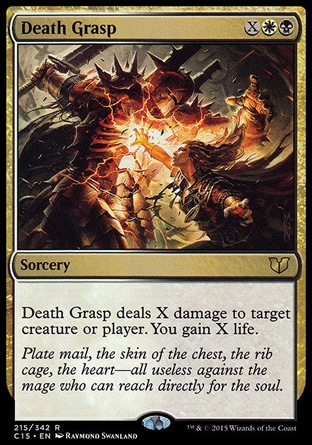 Death Grasp X
Sorcery
Death Grasp deals X damage to target
creature or player. You gain X life.
Plate mail, the skin of the chest, the rib
cage, the heart—all useless against the
mage who can reach directly for the soul.
215/342 R
C15 • EN Raymond Swanland
™ & © 2015 Wizards of the Coast